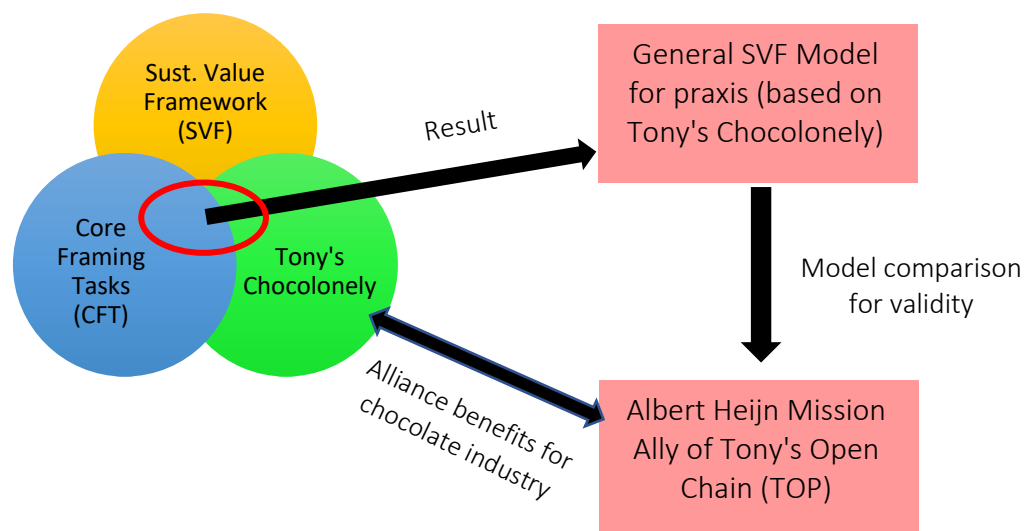 Sust. Value
Framework
(SVF)
Core
Framing
Tasks
(CFT)
Tony's
Chocolonely
Result
General SVF Model
for praxis (based on
Tony's Chocolonely)
Model comparison
for validity
Alliance benefits for
chocolate industry
Albert Heijn Mission
Ally of Tony's Open
Chain (TOP)